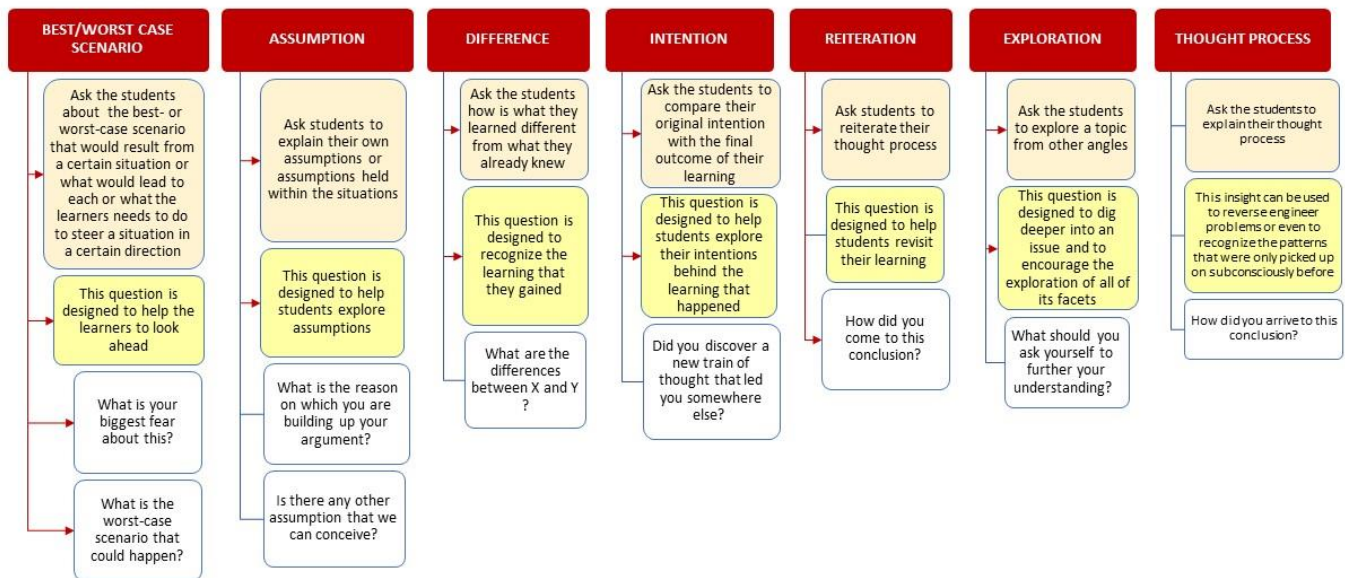 BEST/WORST CASE
SCENARIO
Ask the students
about the best- or
worst-case scenario
that would result from
a certain situation or
what would lead to
each or what the
learners needs to do
to steer a situation in
a certain direction
This question is
designed to help the
learners to look
ahead
What is your
biggest fear
about this?
What is the
worst-case
scenario that
could happen?
ASSUMPTION
Ask students to
explain their own
assumptions or
assumptions held
within the situations
This question is
designed to help
students explore
assumptions
What is the reason
on which you are
building up your
argument?
Is there any other
assumption that we
can conceive?
DIFFERENCE
Ask the students
how is what they
learned different
from what they
already knew
This question is
designed to
recognize the
learning that
they gained
What are the
differences
between X and Y
?
INTENTION
Ask the students to
compare their
original intention
with the final
outcome of their
learning
This question is
designed to help
students explore
their intentions
behind the
learning that
happened
Did you discover a
new train of
thought that led
you somewhere
else?
REITERATION
Ask students to
reiterate their
thought process
This question is
designed to help
students revisit
their learning
How did you
come to this
conclusion?
EXPLORATION
Ask the students
to explore a topic
from other angles
This question is
designed to dig
deeper into an
issue and to
encourage the
exploration of all of
its facets
What should you
ask yourself to
further your
understanding?
THOUGHT PROCESS
Ask the students to
explain their thought
process
This insight can be used
to reverse engineer
problems or even to
recognize the patterns
that were only picked up
on subconsciously before
How did you arrive to this
conclusion?